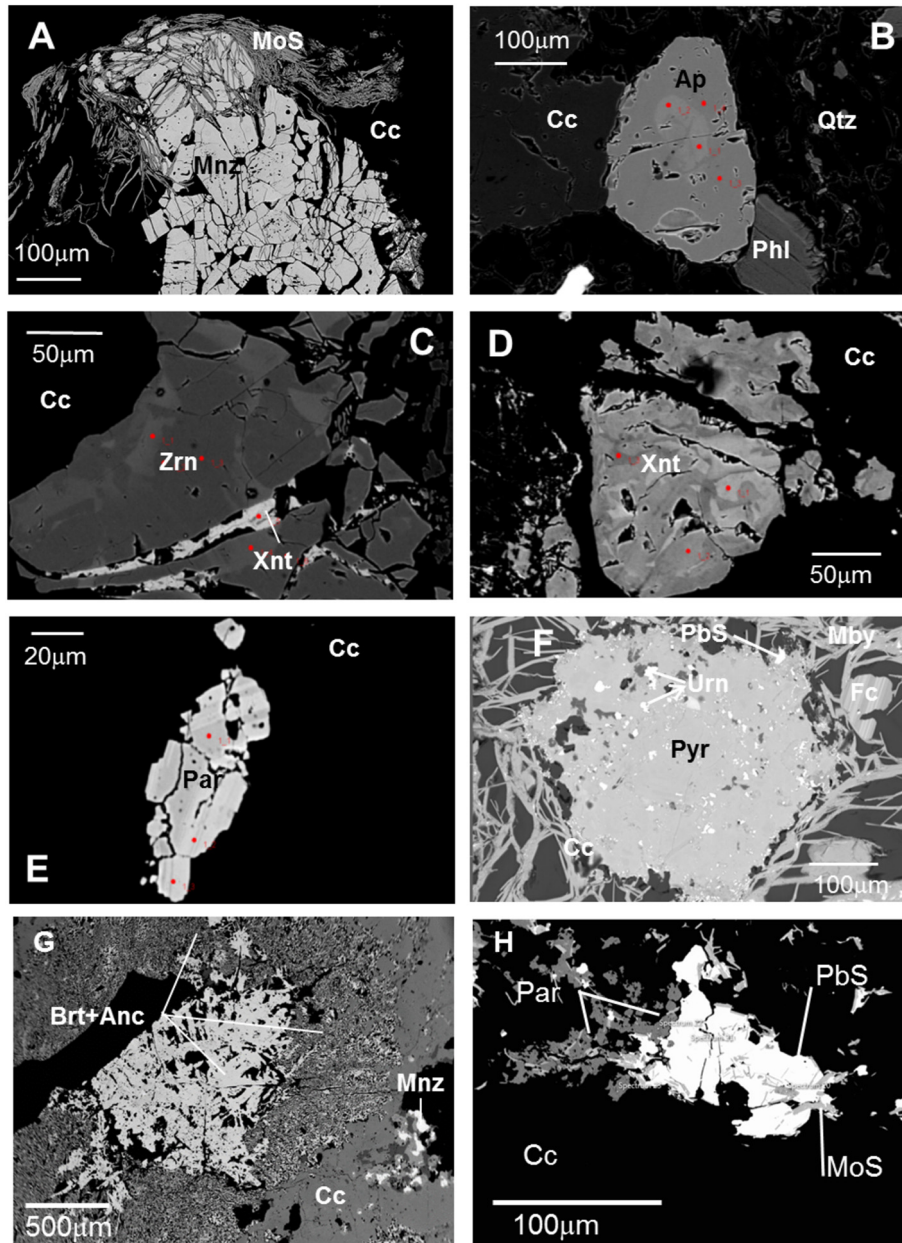 A
MoS
Cc
Mnz
100μm
100μm
B
Ap
Cc
Qtz
Phl
50μm
C
Cc
Zrn
Xnt
D
Cc
Xnt
50μm
20μm
Cc
Par
E
F
PbS
Mby
Urn
Fc
Pyr
Cc
100μm
G
Brt+Anc
Mnz
Cc
500μm
H
Par
PbS
Cc
MoS
100μm